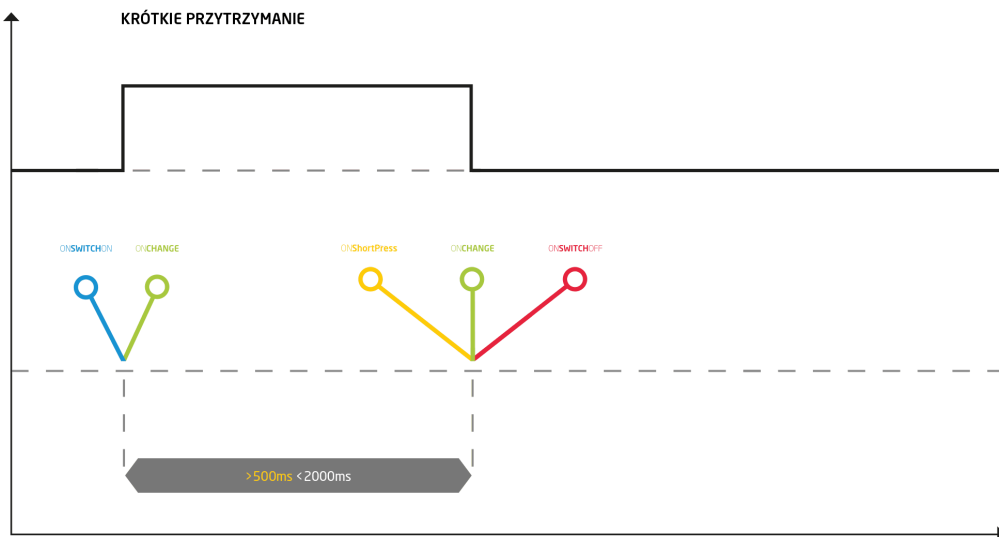 KRÓTKIE PRZYTRZYMANIE
ONSWITCHON ONCHANGE ONShortPress ONCHANGE ONSWITCHOFF
>500ms <2000ms